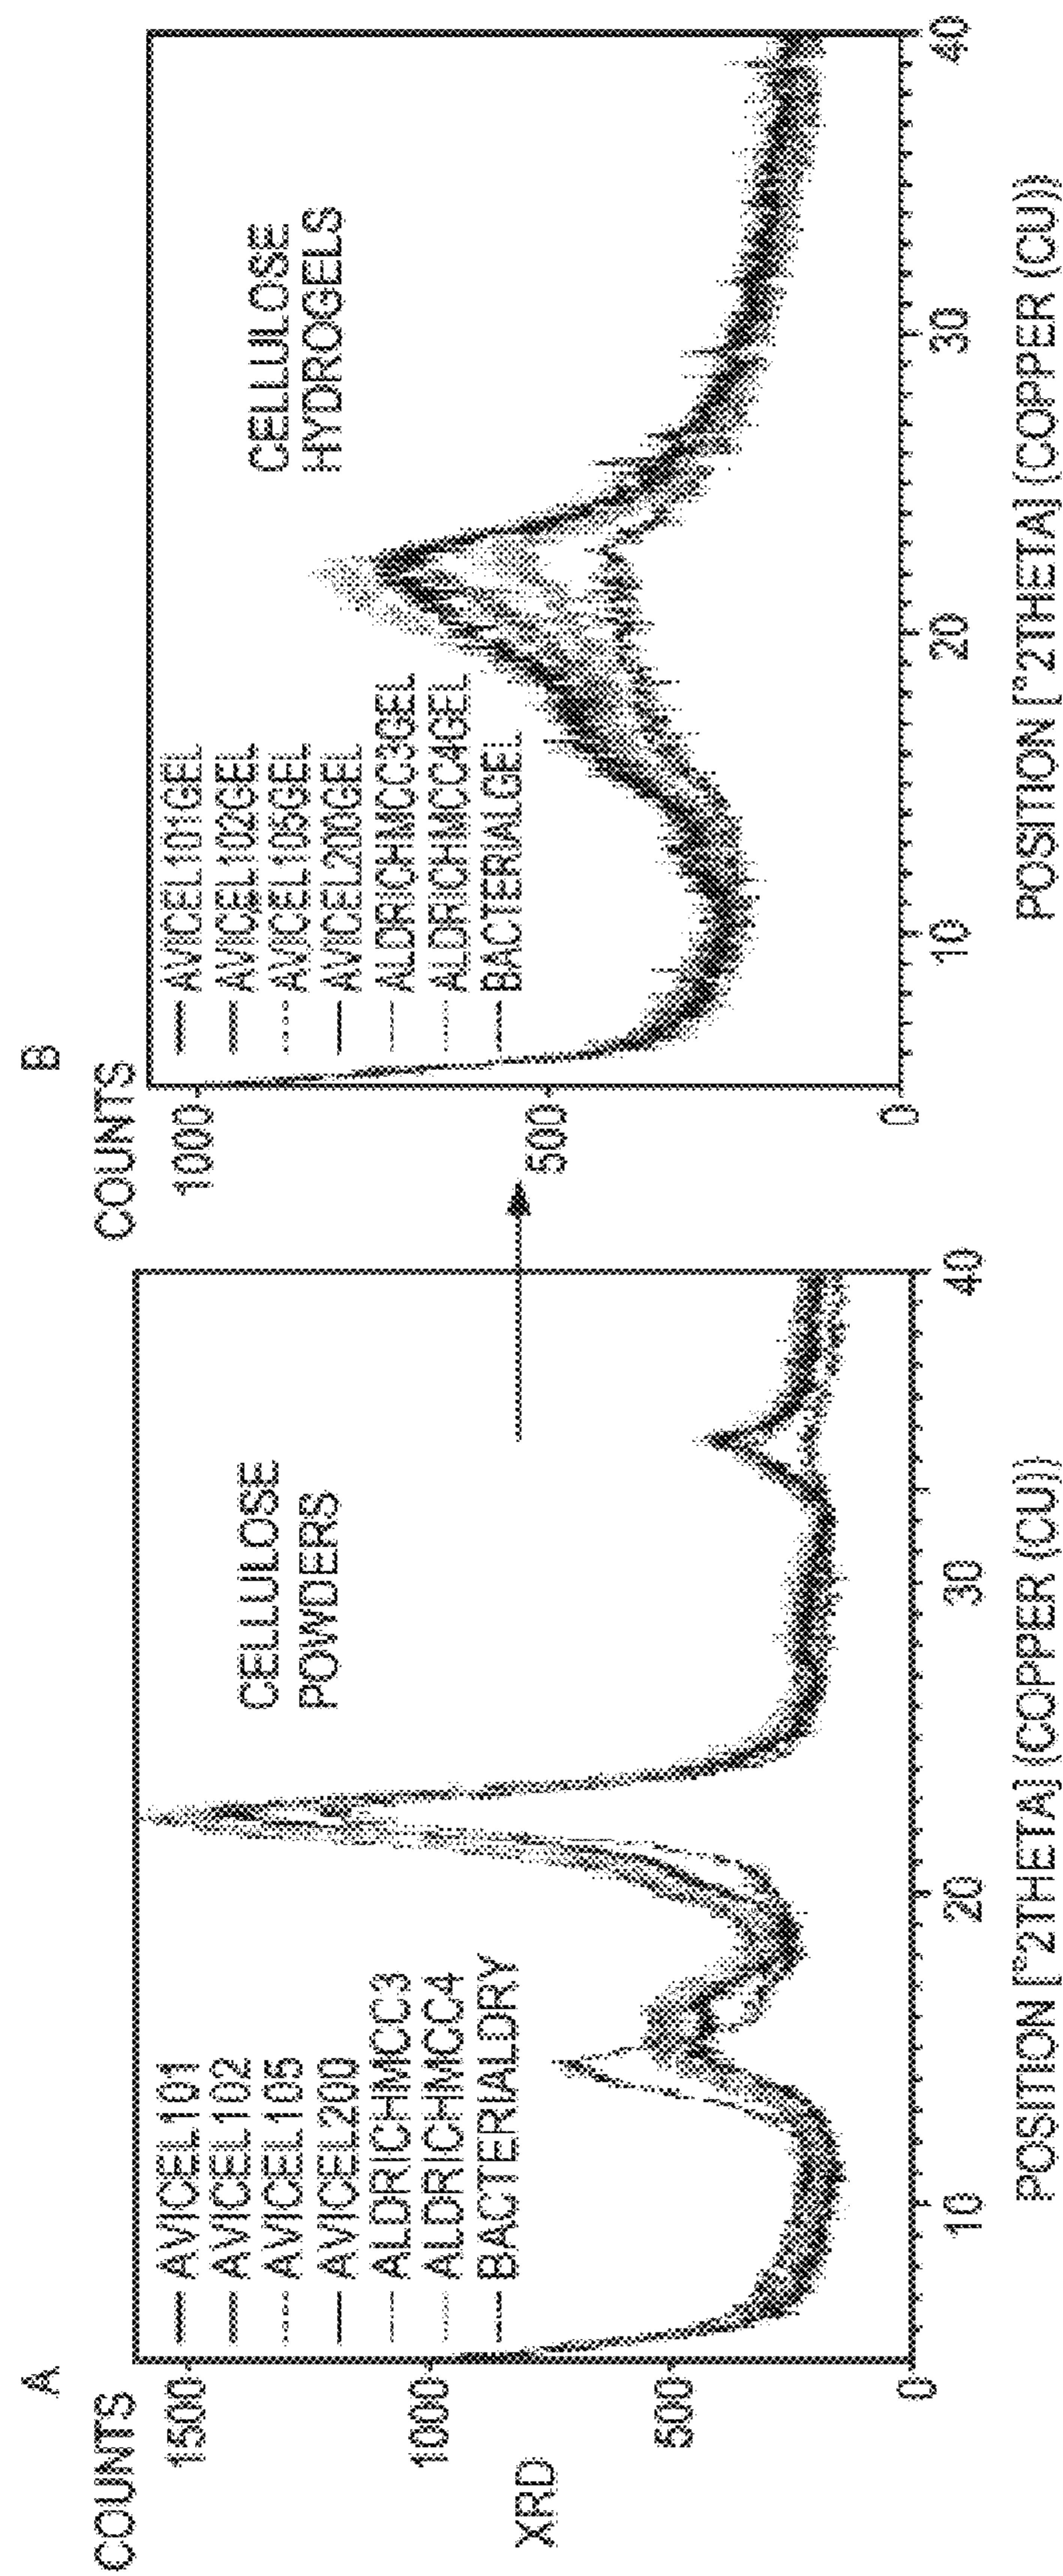 A
COUNTS
1500
1000
500
0
XRD
AVICEL101
AVICEL102
AVICEL105
AVICEL200
ALDRICHMCC3
ALDRICHMCC4
BACTERIALDRY
CELLULOSE
POWDERS
10
20
30
40
POSITION [°2THETA] (COPPER (CU))
B
COUNTS
1000
500
0
AVICEL101GEL
AVICEL102GEL
AVICEL105GEL
AVICEL200GEL
ALDRICHMCC3GEL
ALDRICHMCC4GEL
BACTERIALGEL
CELLULOSE
HYDROGELS
10
20
30
40
POSITION [°2THETA] (COPPER (CU))